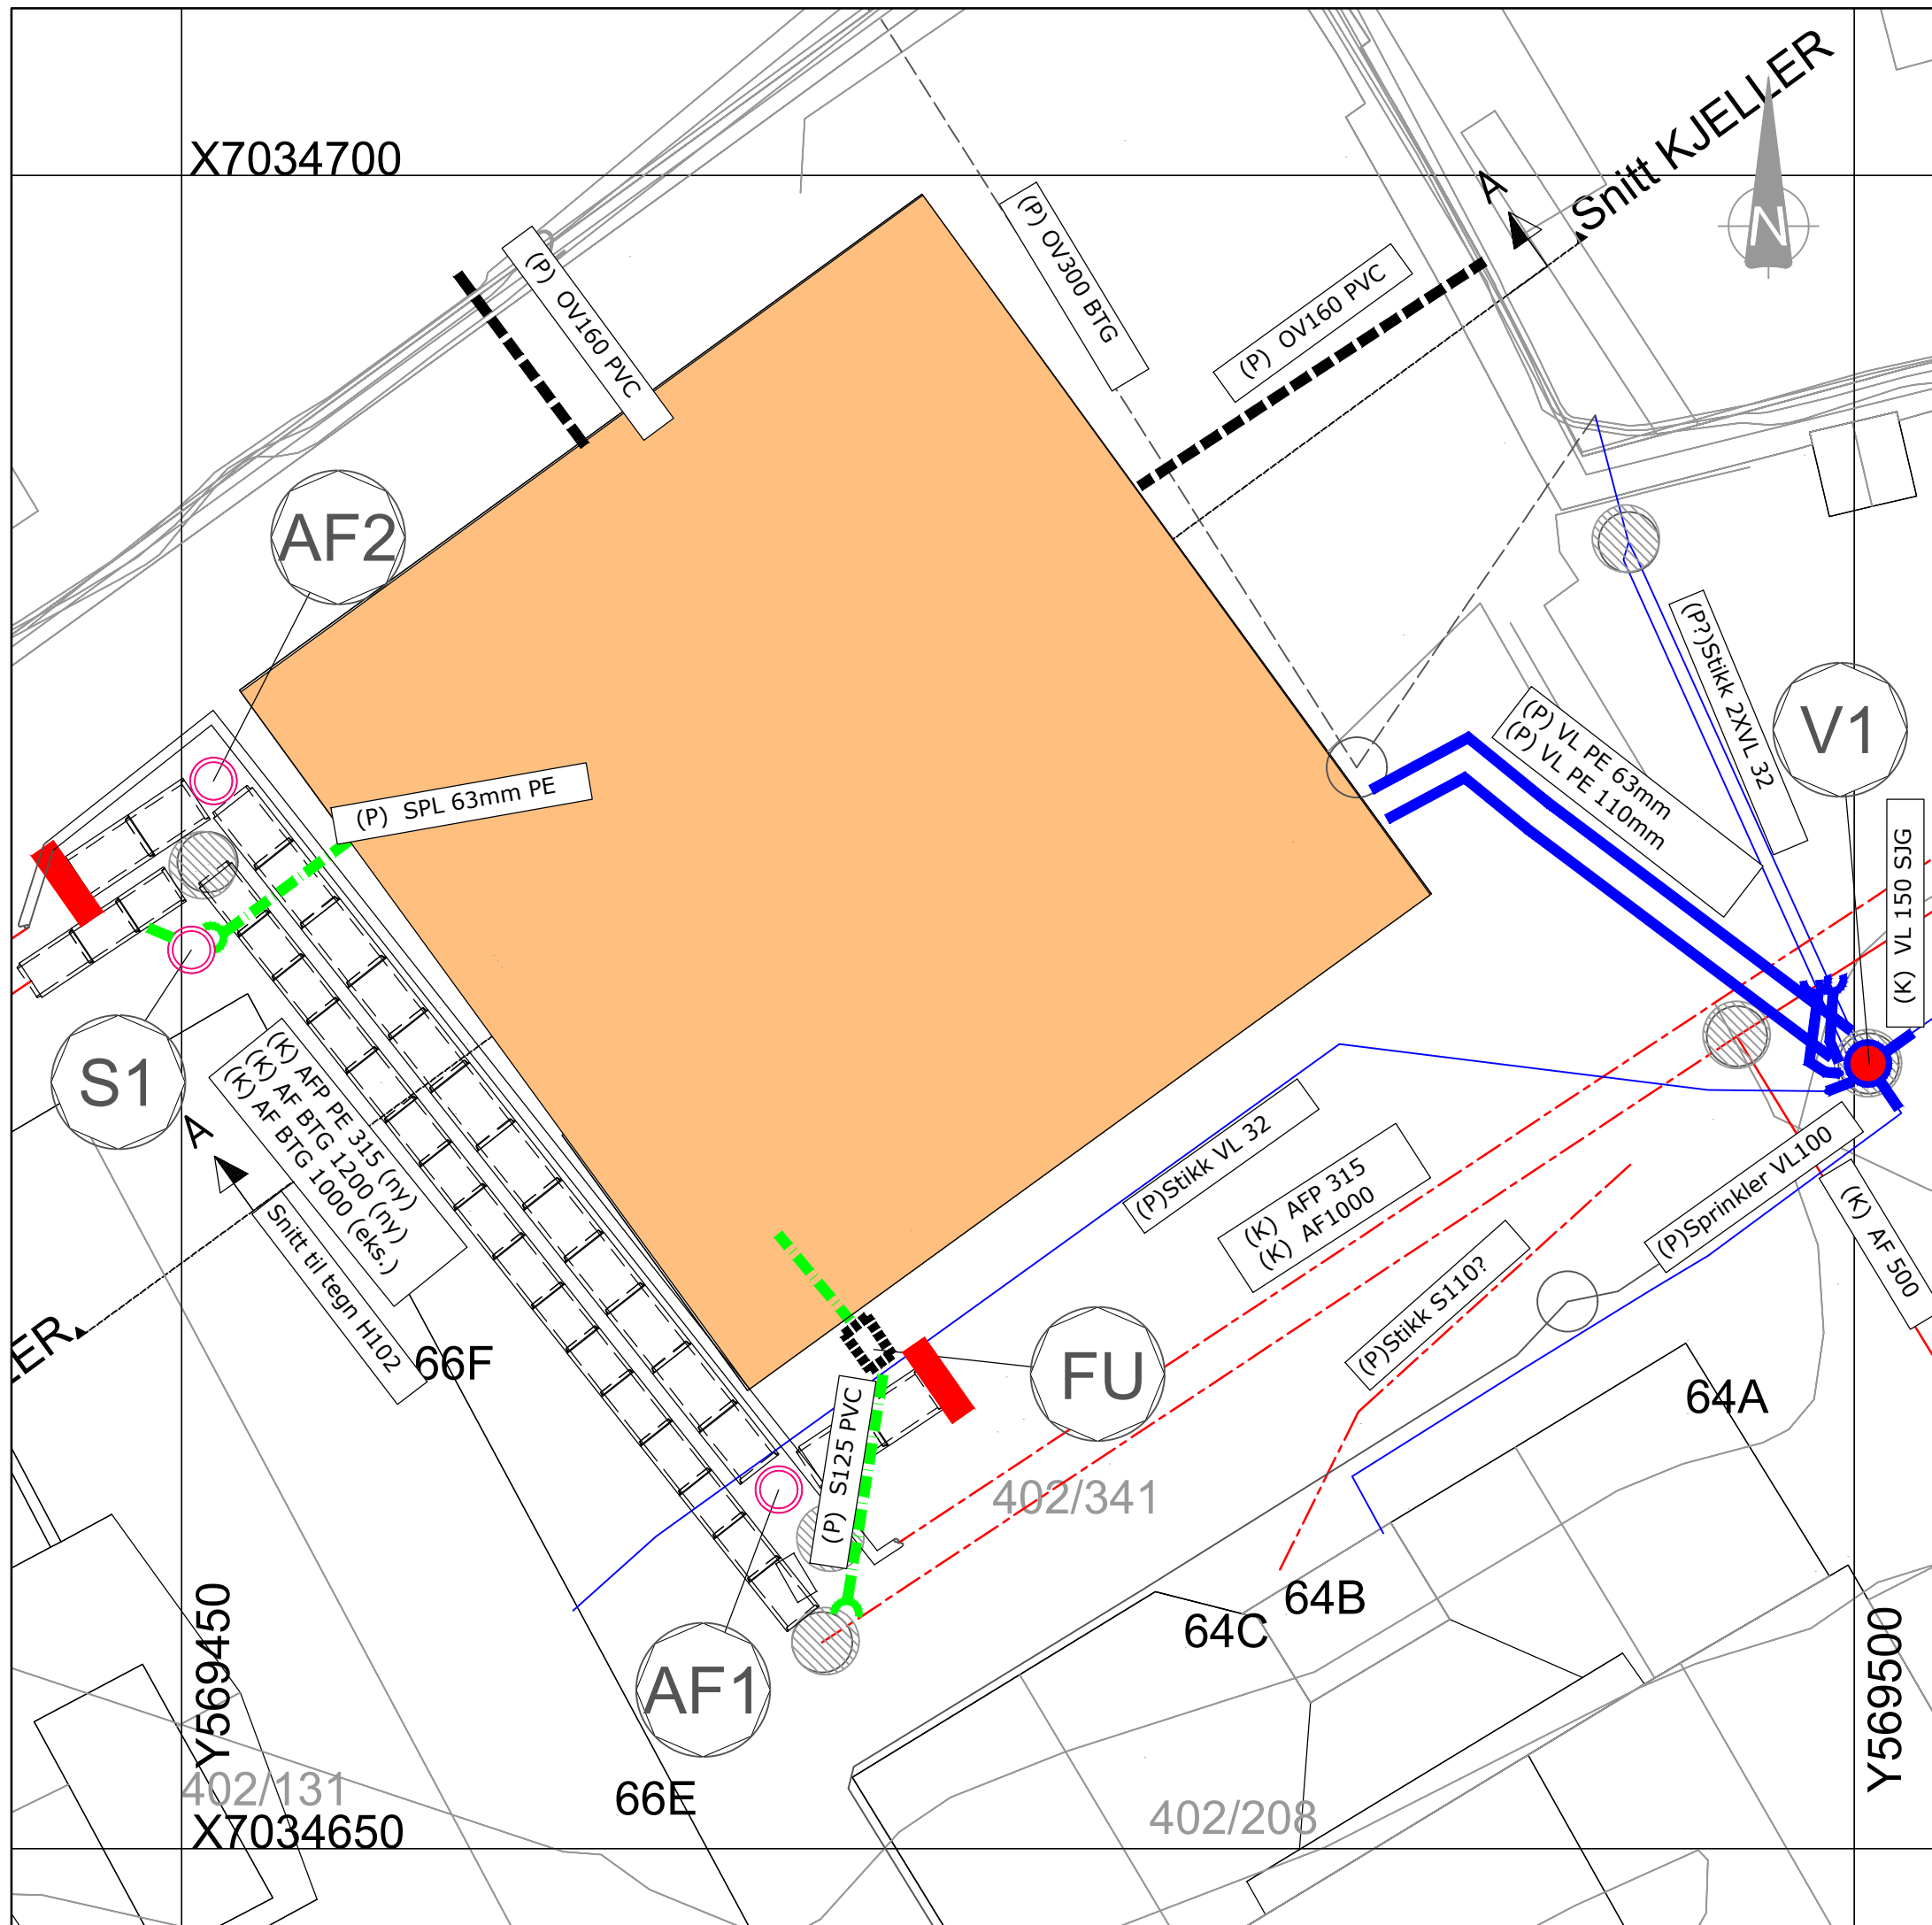 X7034700
Snitt KJELLER
A
N
(P) OV160 PVC
(P) OV300 BTG
(P) OV160 PVC
AF2
(P?)Stikk 2XVL 32
V1
(P) VL PE 63mm
(P) VL PE 110mm
(P) SPL 63mm PE
(K) VL 150 SJG
S1
(K) AFP PE 315 (ny)
(K) AF BTG 1200 (ny)
(K) AF BTG 1000 (eks.)
A
Snitt til tegn H102
(P)Stikk VL 32
(K) AFP 315
(K) AF1000
(P)Sprinkler VL100
(K) AF 500
(P)Stikk S110?
ER
66F
FU
64A
(P) S125 PVC
402/341
64B
64C
AF1
Y569450
Y569500
402/131
66E
402/208
X7034650